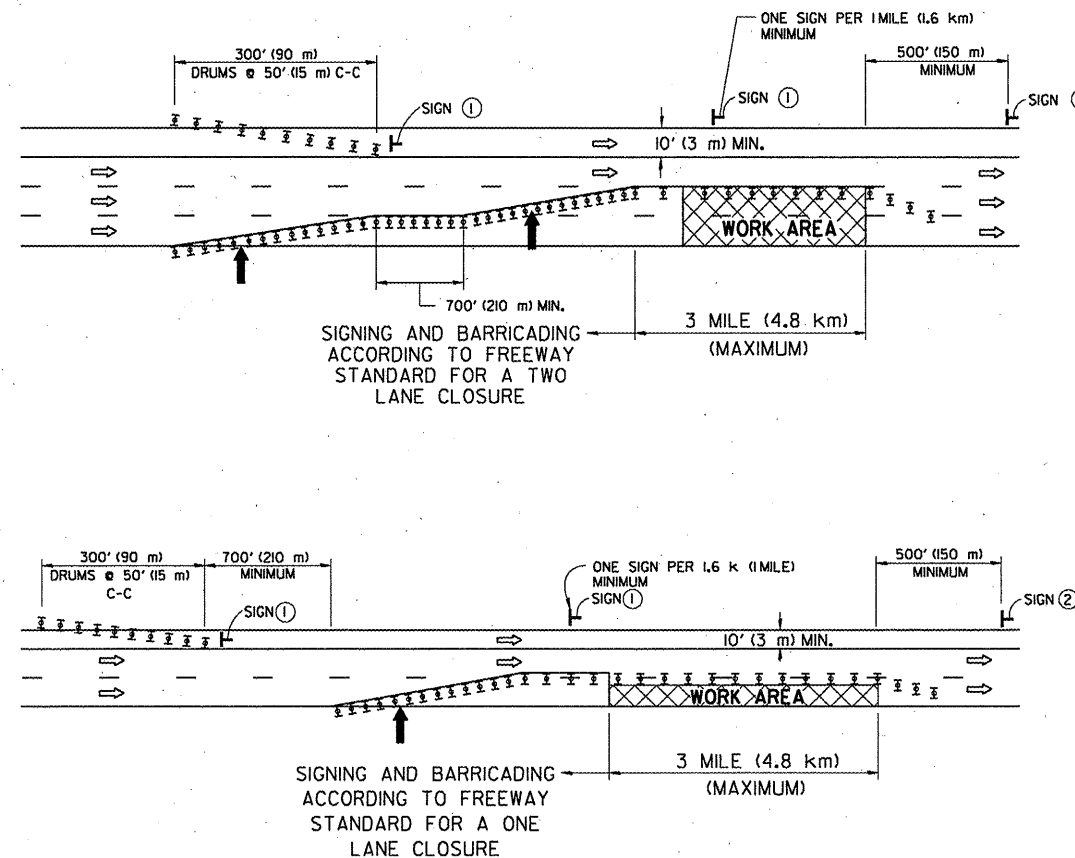 ONE SIGN PER 1 MILE (1.6 km)
MINIMUM
300' (90 m)
DRUMS @ 50' (15 m) C-C
500' (150 m)
MINIMUM
SIGN ①
SIGN ①
SIGN
10' (3 m) MIN.
WORK AREA
700' (210 m) MIN.
3 MILE (4.8 km)
(MAXIMUM)
SIGNING AND BARRICADING
ACCORDING TO FREEWAY
STANDARD FOR A TWO
LANE CLOSURE
300' (90 m)
DRUMS @ 50' (15 m)
C-C
700' (210 m)
MINIMUM
ONE SIGN PER 1.6 k (1 MILE)
MINIMUM
SIGN ①
500' (150 m)
MINIMUM
SIGN ①
SIGN ②
10' (3 m) MIN.
WORK AREA
3 MILE (4.8 km)
(MAXIMUM)
SIGNING AND BARRICADING
ACCORDING TO FREEWAY
STANDARD FOR A ONE
LANE CLOSURE